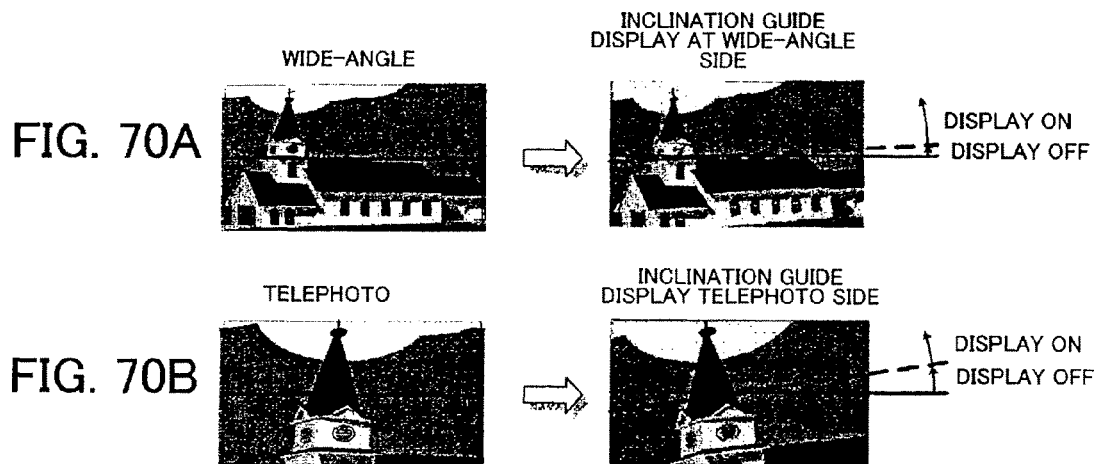 FIG. 70A
WIDE-ANGLE
INCLINATION GUIDE
DISPLAY AT WIDE-ANGLE
SIDE
DISPLAY ON
DISPLAY OFF
FIG. 70B
TELEPHOTO
INCLINATION GUIDE
DISPLAY TELEPHOTO SIDE
DISPLAY ON
DISPLAY OFF